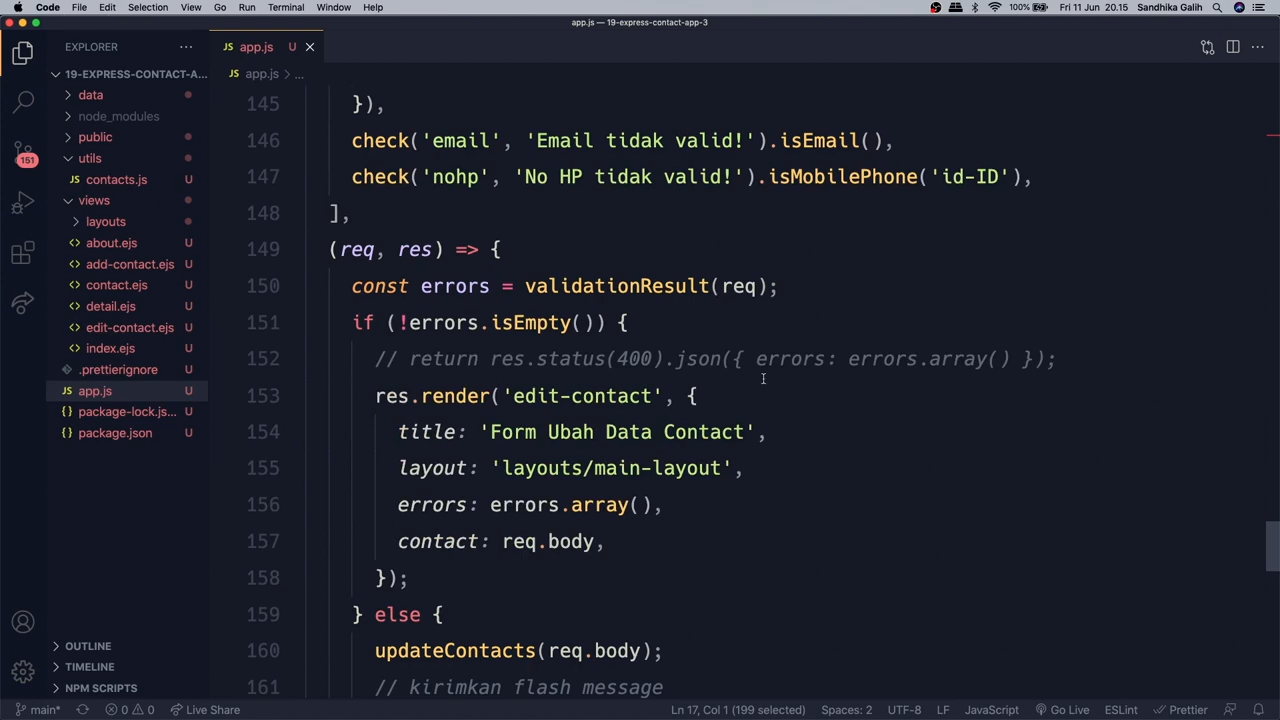 Code File Edit Selection View Go Run Terminal Window Help 100% Fri 11 Jun 20.15 Sandhika Galih
app.js — 19-express-contact-app-3
EXPLORER
19-EXPRESS-CONTACT-A...
data
node_modules
public
utils
contacts.js U
views
layouts
about.ejs U
add-contact.ejs U
contact.ejs U
detail.ejs U
edit-contact.ejs U
index.ejs U
.prettierignore U
app.js U
package-lock.js... U
package.json U
OUTLINE
TIMELINE
NPM SCRIPTS
151
app.js U
JS app.js > ...
145 }),
146 check('email', 'Email tidak valid!').isEmail(),
147 check('nohp', 'No HP tidak valid!').isMobilePhone('id-ID'),
148 ],
149 (req, res) => {
150 const errors = validationResult(req);
151 if (!errors.isEmpty()) {
152 // return res.status(400).json({ errors: errors.array() });
153 res.render('edit-contact', {
154 title: 'Form Ubah Data Contact',
155 layout: 'layouts/main-layout',
156 errors: errors.array(),
157 contact: req.body,
158 });
159 } else {
160 updateContacts(req.body);
161 // kirimkan flash message
main* 0 0 Live Share Ln 17, Col 1 (199 selected) Spaces: 2 UTF-8 LF JavaScript Go Live ESLint Prettier